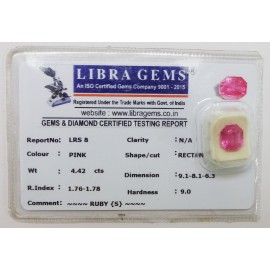 LIBRA GEMS
An ISO Certified Gems Company 9001 - 2015
Registered Under the Trade Marks with Govt. of India
website : www.libragems.co.in
GEMS & DIAMOND CERTIFIED TESTING REPORT
ReportNo: LRS 8 Clarity : N/A
Colour : PINK Shape/cut : RECTAN
Wt : 4.42 cts Dimension : 9.1-8.1-6.3
R.Index : 1.76-1.78 Hardness : 9.0
Comment : ~~~~ RUBY (S) ~~~~